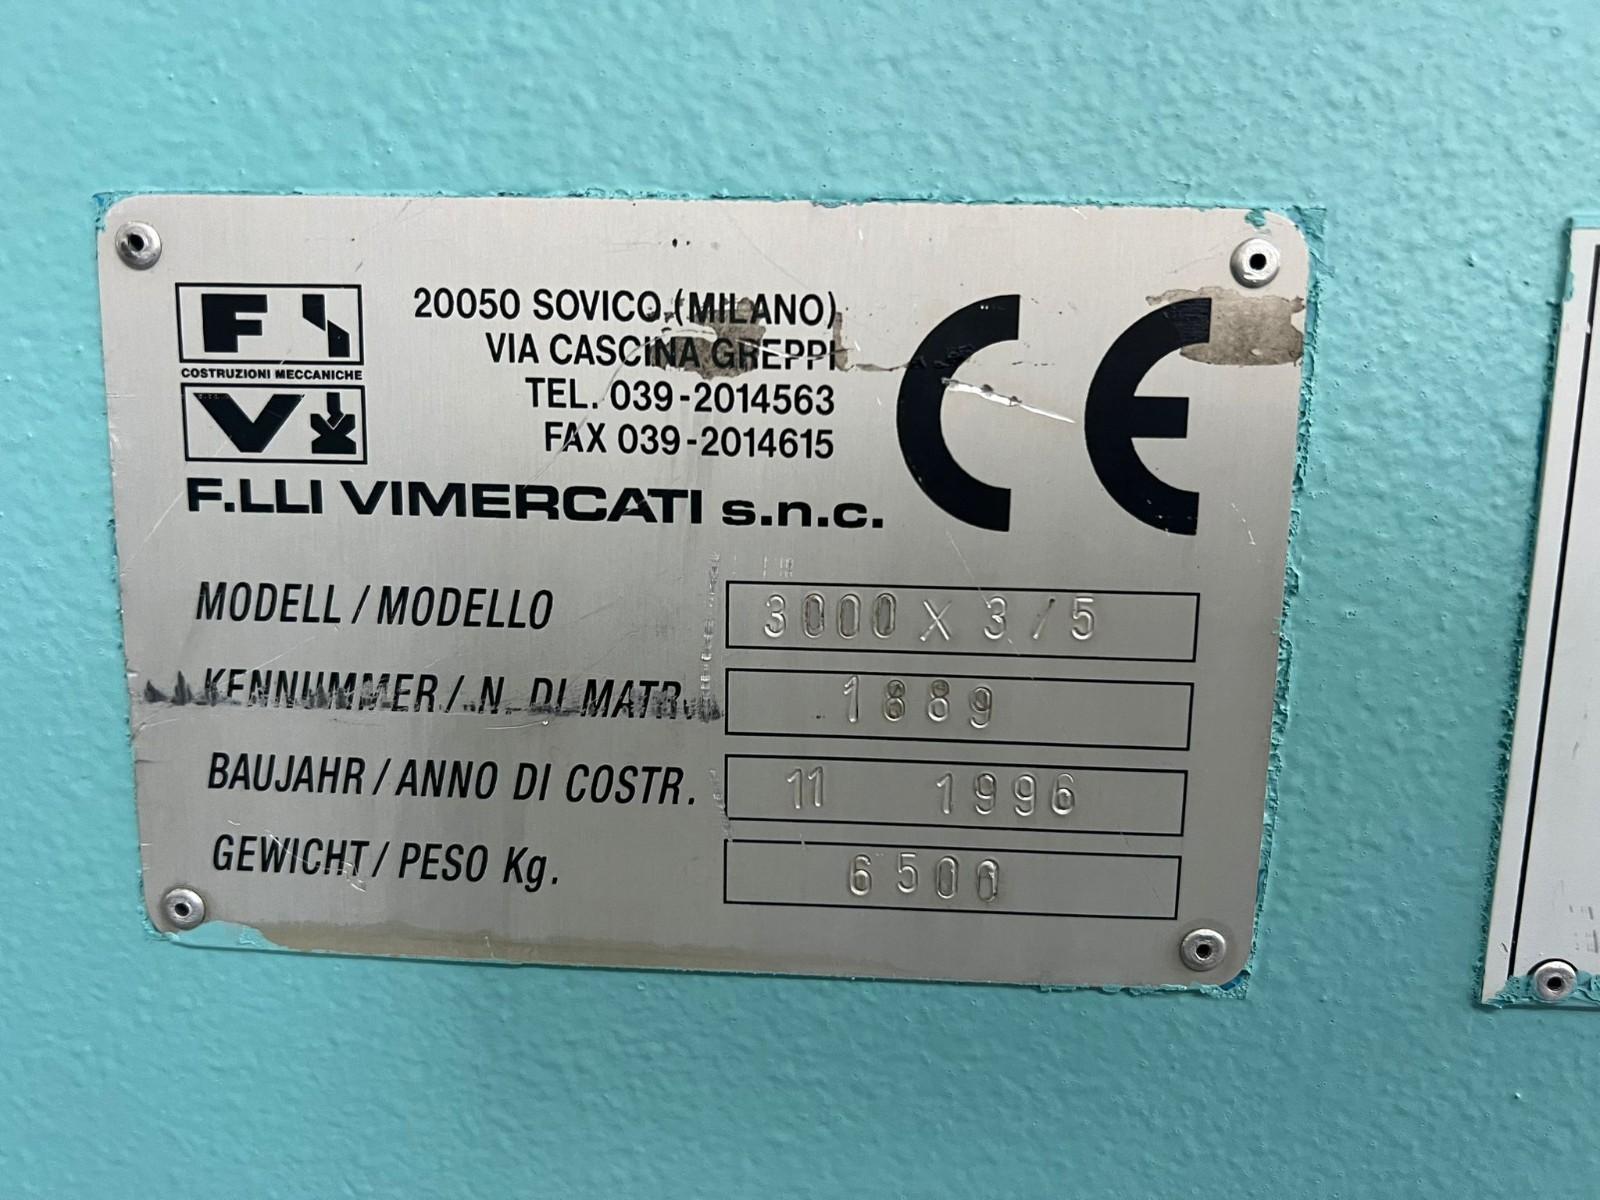 F
COSTRUZIONI MECCANICHE
V
20050 SOVICO (MILANO)
VIA CASCINA GREPPI
TEL. 039-2014563
FAX 039-2014615
F.LLI VIMERCATI s.n.c.
CE
MODELL / MODELLO 3000 X 3 / 5
KENNUMMER / N. DI MATR. 1889
BAUJAHR / ANNO DI COSTR. 11 1996
GEWICHT / PESO Kg. 6500